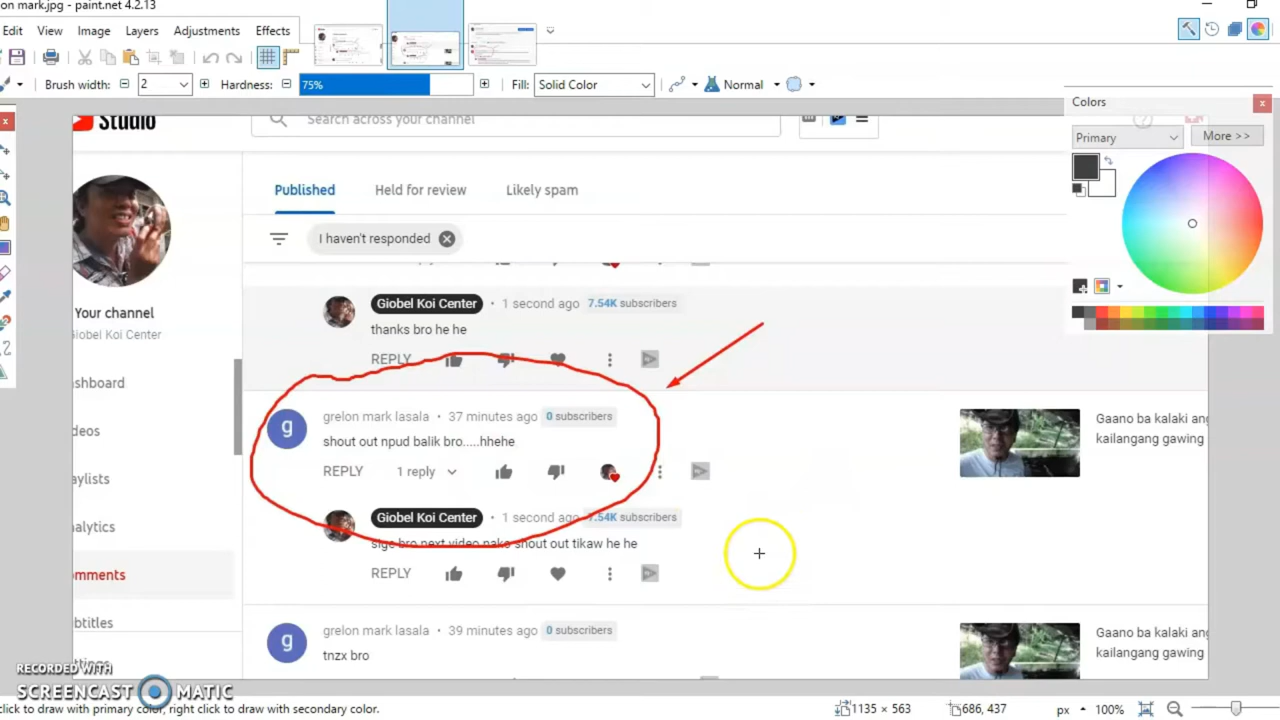 on mark.jpg - paint.net 4.2.13
Edit View Image Layers Adjustments Effects
Brush width: 2 Hardness: 75% Fill: Solid Color Normal
Colors
Primary More >>
Studio Search across your channel
Published Held for review Likely spam
I haven't responded
Your channel
Giobel Koi Center • 1 second ago 7.54K subscribers
thanks bro he he
REPLY
iobel Koi Center
ashboard
deos
aylists
nalytics
omments
btitles
grelon mark lasala • 37 minutes ago 0 subscribers
shout out npud balik bro.....hhehe
REPLY 1 reply
Gaano ba kalaki ang
kailangang gawing
Giobel Koi Center • 1 second ago 7.54K subscribers
sige bro next video nako shout out tikaw he he
REPLY
grelon mark lasala • 39 minutes ago 0 subscribers
tnzx bro
Gaano ba kalaki ang
kailangang gawing
g
g
RECORDED WITH
SCREENCAST MATIC
click to draw with primary color, right click to draw with secondary color.
1135 × 563 686, 437 px 100%